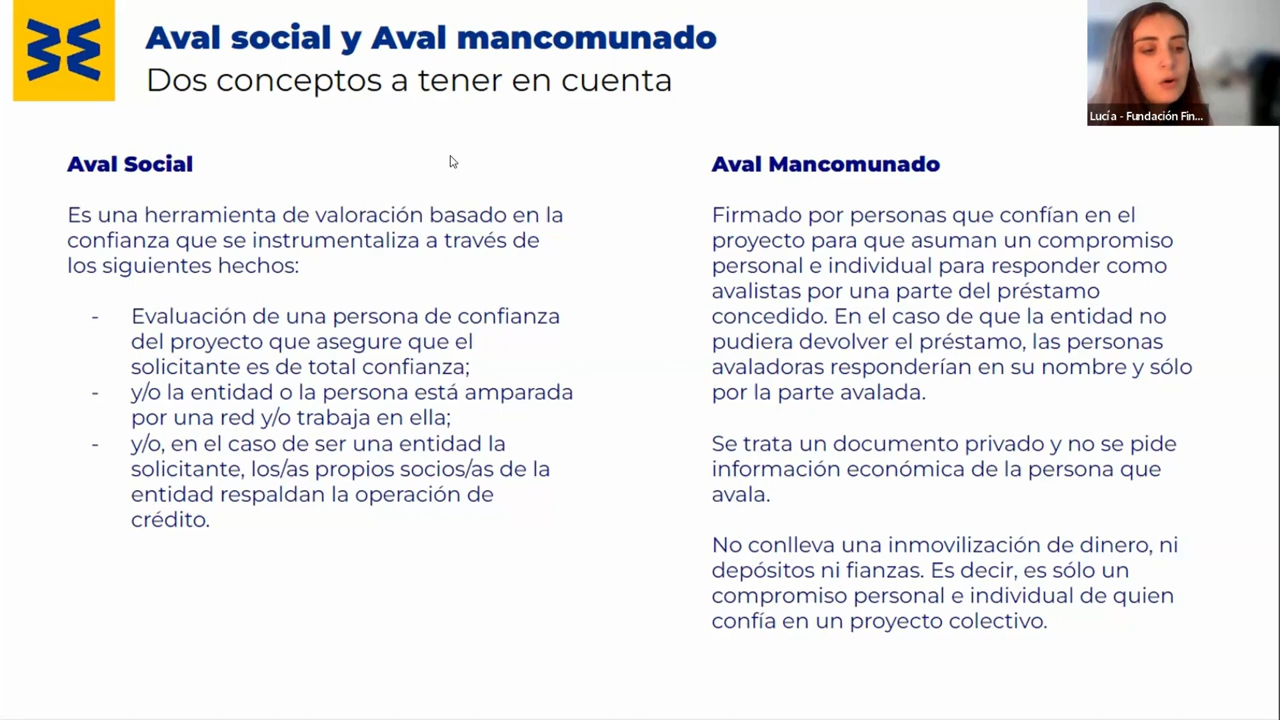 Aval social y Aval mancomunado
Dos conceptos a tener en cuenta
Lucía - Fundación Fin...
Aval Social
Es una herramienta de valoración basado en la
confianza que se instrumentaliza a través de
los siguientes hechos:
- Evaluación de una persona de confianza
del proyecto que asegure que el
solicitante es de total confianza;
- y/o la entidad o la persona está amparada
por una red y/o trabaja en ella;
- y/o, en el caso de ser una entidad la
solicitante, los/as propios socios/as de la
entidad respaldan la operación de
crédito.
Aval Mancomunado
Firmado por personas que confían en el
proyecto para que asuman un compromiso
personal e individual para responder como
avalistas por una parte del préstamo
concedido. En el caso de que la entidad no
pudiera devolver el préstamo, las personas
avaladoras responderían en su nombre y sólo
por la parte avalada.
Se trata un documento privado y no se pide
información económica de la persona que
avala.
No conlleva una inmovilización de dinero, ni
depósitos ni fianzas. Es decir, es sólo un
compromiso personal e individual de quien
confía en un proyecto colectivo.